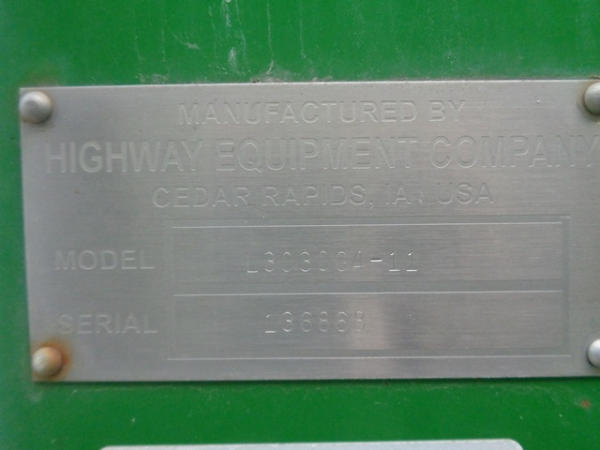 MANUFACTURED BY
HIGHWAY EQUIPMENT COMPANY
CEDAR RAPIDS, IA, USA
MODEL
SERIAL